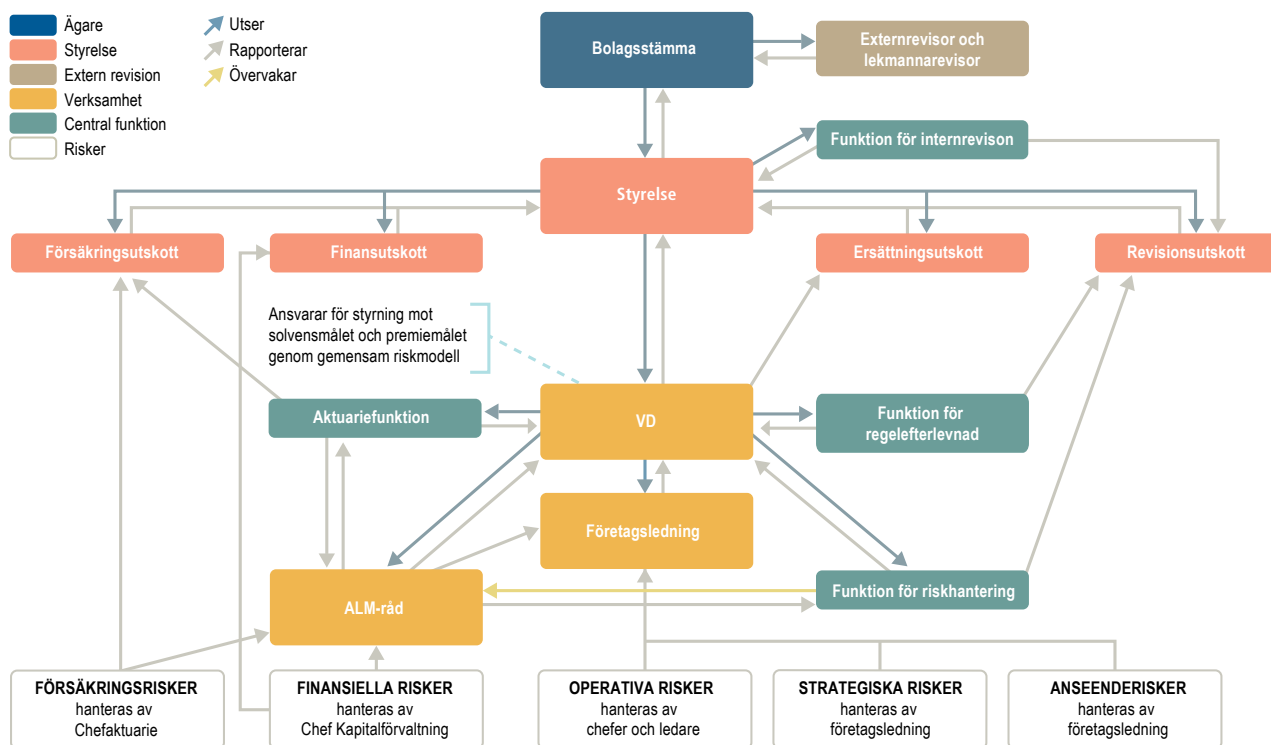 Ägare
Styrelse
Extern revision
Verksamhet
Central funktion
Risker
Utser
Rapporterar
Övervakar
Bolagsstämma
Externrevisor och
lekmannarevisor
Funktion för internrevison
Styrelse
Försäkringsutskott
Finansutskott
Ersättningsutskott
Revisionsutskott
Ansvarar för styrning mot
solvensmålet och premiemålet
genom gemensam riskmodell
Aktuariefunktion
VD
Funktion för
regelefterlevnad
Företagsledning
ALM-råd
Funktion för riskhantering
FÖRSÄKRINGSRISKER
hanteras av
Chefaktuarie
FINANSIELLA RISKER
hanteras av
Chef Kapitalförvaltning
OPERATIVA RISKER
hanteras av
chefer och ledare
STRATEGISKA RISKER
hanteras av
företagsledning
ANSEENDERISKER
hanteras av
företagsledning